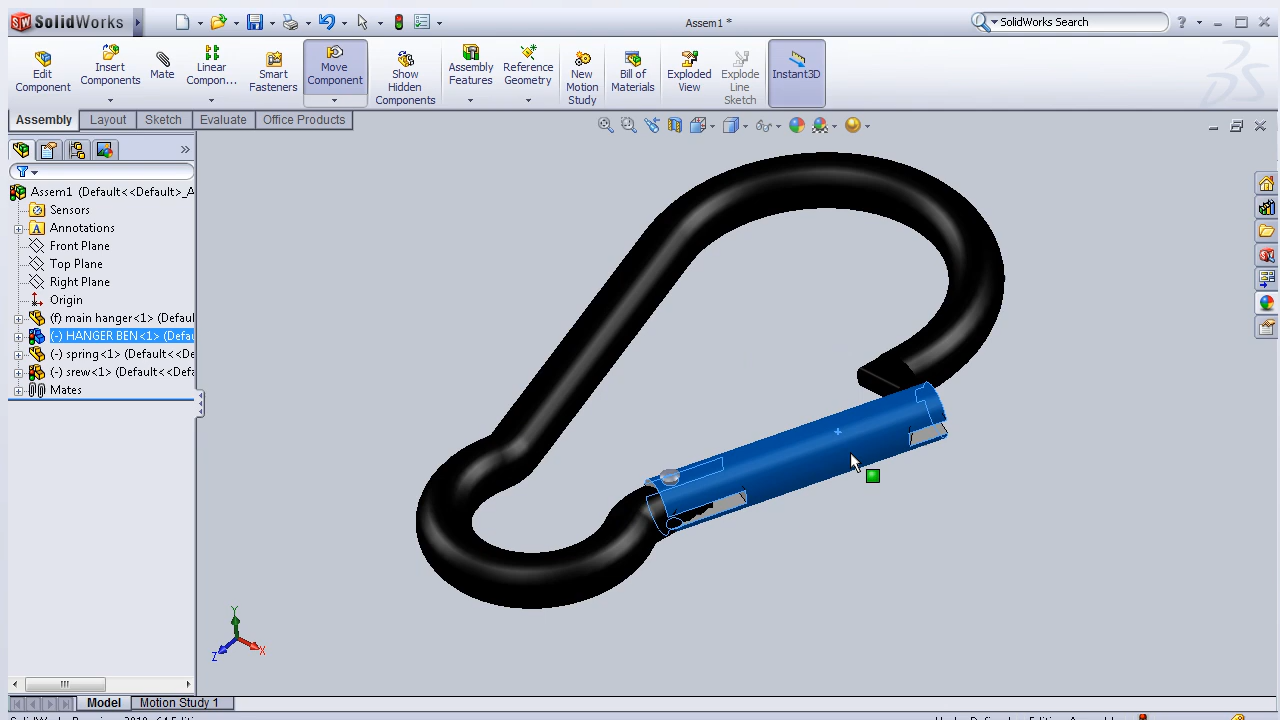 SolidWorks
Assem1 *
SolidWorks Search
Edit Component
Insert Components
Mate
Linear Compon...
Smart Fasteners
Move Component
Show Hidden Components
Assembly Features
Reference Geometry
New Motion Study
Bill of Materials
Exploded View
Explode Line Sketch
Instant3D
Assembly Layout Sketch Evaluate Office Products
Assem1 (Default<<Default>_A
Sensors
Annotations
Front Plane
Top Plane
Right Plane
Origin
(f) main hanger<1> (Defaul
(-) HANGER BEN<1> (Defau
(-) spring<1> (Default<<De
(-) srew<1> (Default<<Defa
Mates
Y
Z X
Model Motion Study 1